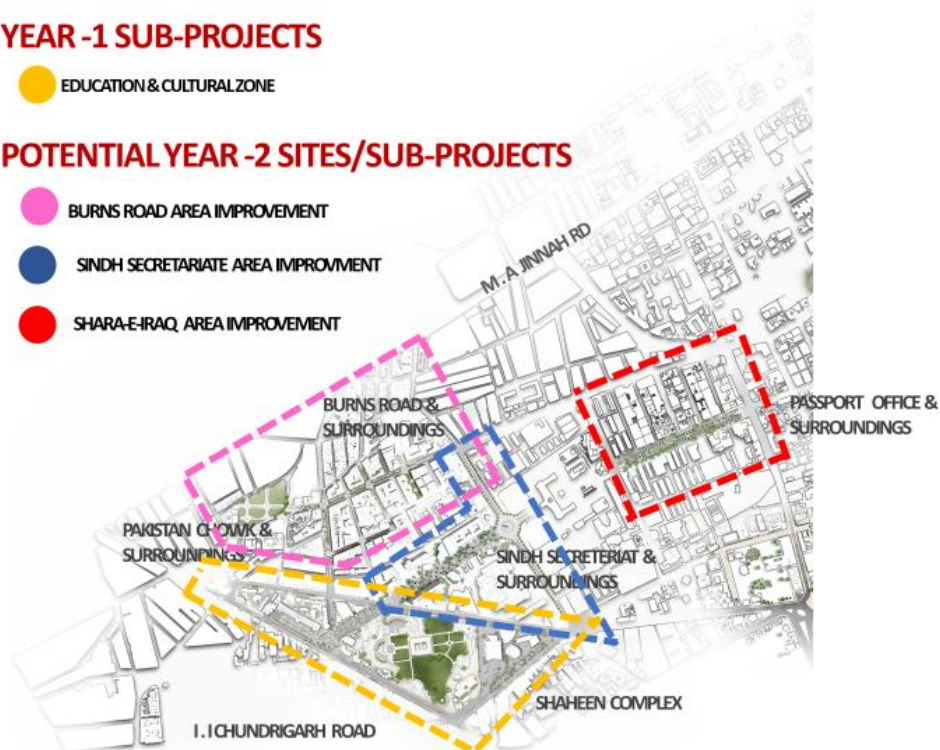 YEAR -1 SUB-PROJECTS
EDUCATION & CULTURAL ZONE
POTENTIAL YEAR -2 SITES/SUB-PROJECTS
BURNS ROAD AREA IMPROVEMENT
SINDH SECRETARIATE AREA IMPROVMENT
SHARA-E-IRAQ AREA IMPROVEMENT
M.A JINNAH RD
BURNS ROAD &
SURROUNDINGS
PASSPORT OFFICE &
SURROUNDINGS
PAKISTAN CHOWK &
SURROUNDINGS
SINDH SECRETERIAT &
SURROUNDINGS
SHAHEEN COMPLEX
I.I CHUNDRIGARH ROAD